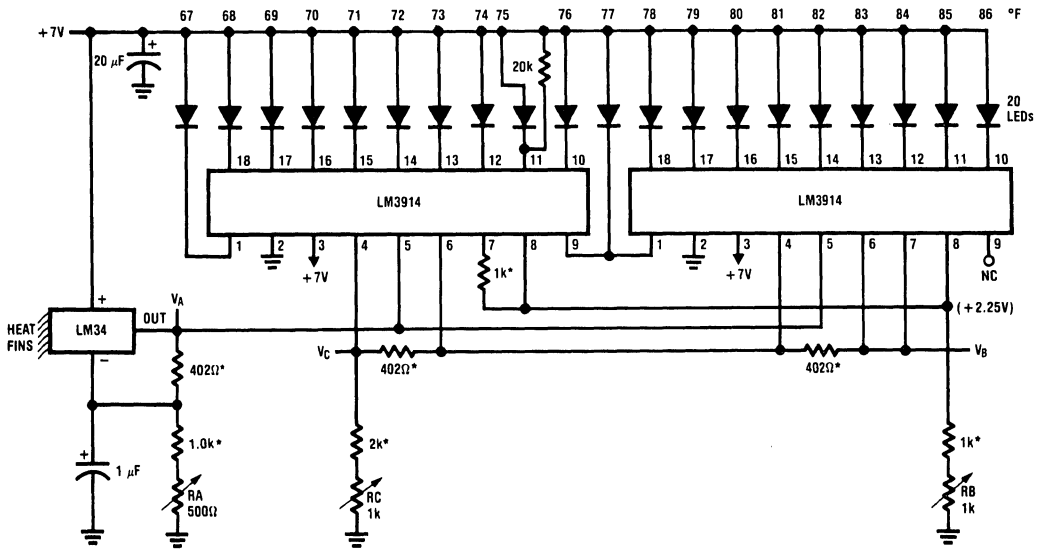 67 68 69 70 71 72 73 74 75 76 77 78 79 80 81 82 83 84 85 86 °F
+7V
20 μF
20k
20
LEDs
18 17 16 15 14 13 12 11 10
18 17 16 15 14 13 12 11 10
LM3914
LM3914
1 2 3 4 5 6 7 8 9
1 2 3 4 5 6 7 8 9
+7V
1k*
+7V
NC
VA
+
OUT
(+2.25V)
HEAT
FINS
LM34
−
VC
VB
402Ω*
402Ω*
402Ω*
1.0k*
2k*
1k*
+
1 μF
RA
500Ω
RC
1k
RB
1k